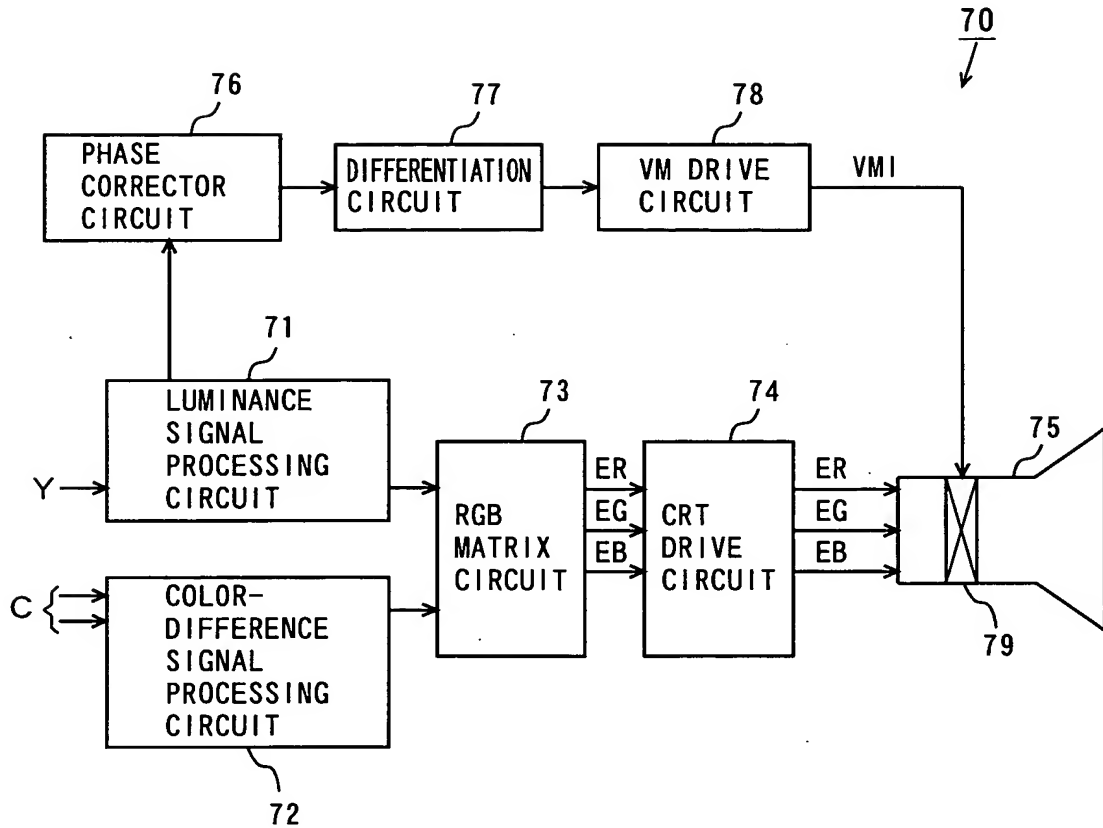 70
76
77
78
PHASE
CORRECTOR
CIRCUIT
DIFFERENTIATION
CIRCUIT
VM DRIVE
CIRCUIT
VMI
71
LUMINANCE
SIGNAL
PROCESSING
CIRCUIT
Y
73
74
75
RGB
MATRIX
CIRCUIT
ER
EG
EB
CRT
DRIVE
CIRCUIT
ER
EG
EB
C
COLOR-
DIFFERENCE
SIGNAL
PROCESSING
CIRCUIT
79
72